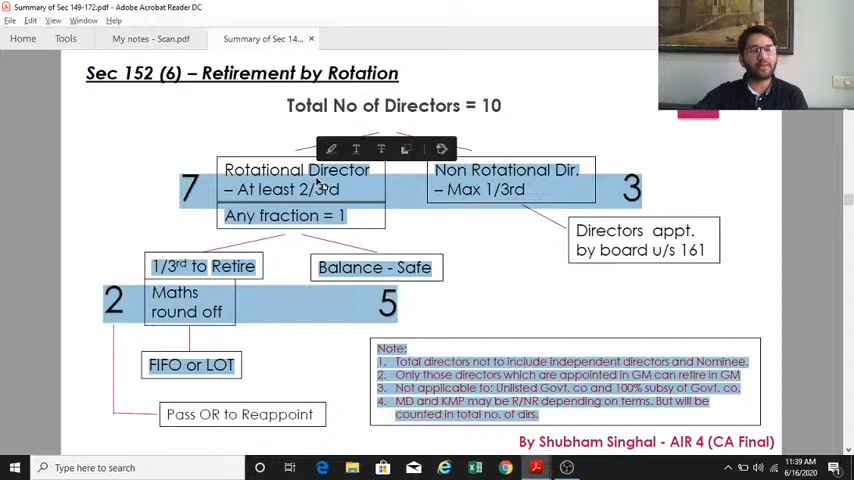 Summary of Sec 149-172.pdf - Adobe Acrobat Reader DC
File Edit View Window Help
Home Tools My notes - Scan.pdf Summary of Sec 14... ×
Sec 152 (6) – Retirement by Rotation
Total No of Directors = 10
7
Rotational Director
– At least 2/3rd
Any fraction = 1
Non Rotational Dir.
– Max 1/3rd
3
Directors appt.
by board u/s 161
1/3rd to Retire
Balance - Safe
2
Maths
round off
5
FIFO or LOT
Pass OR to Reappoint
Note:
1. Total directors not to include independent directors and Nominee.
2. Only those directors which are appointed in GM can retire in GM
3. Not applicable to: Unlisted Govt. co and 100% subsy of Govt. co.
4. MD and KMP may be R/NR depending on terms. But will be
counted in total no. of dirs.
By Shubham Singhal - AIR 4 (CA Final)
Type here to search
11:39 AM
6/16/2020